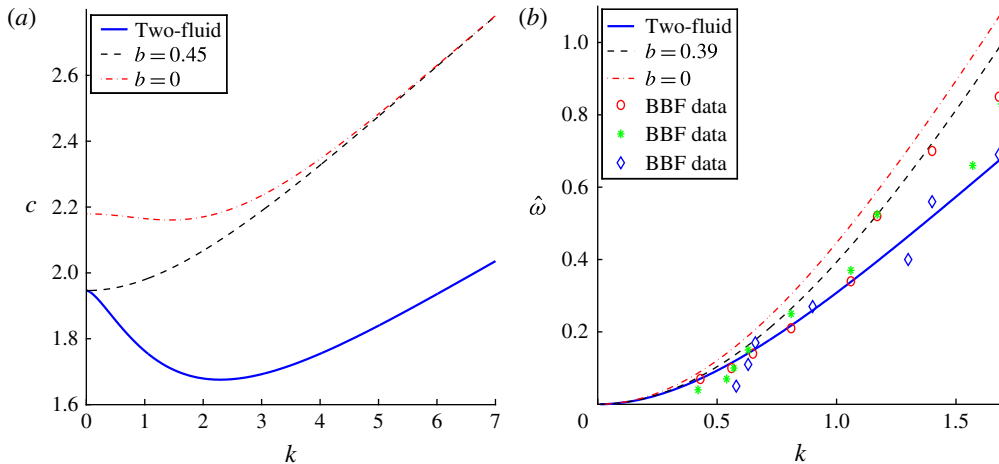 (a)
Two-fluid
b = 0.45
b = 0
2.6
2.4
2.2
2.0
1.8
1.6
c
0 1 2 3 4 5 6 7
k
(b)
Two-fluid
b = 0.39
b = 0
BBF data
BBF data
BBF data
1.0
0.8
0.6
0.4
0.2
ω̂
0 0.5 1.0 1.5
k